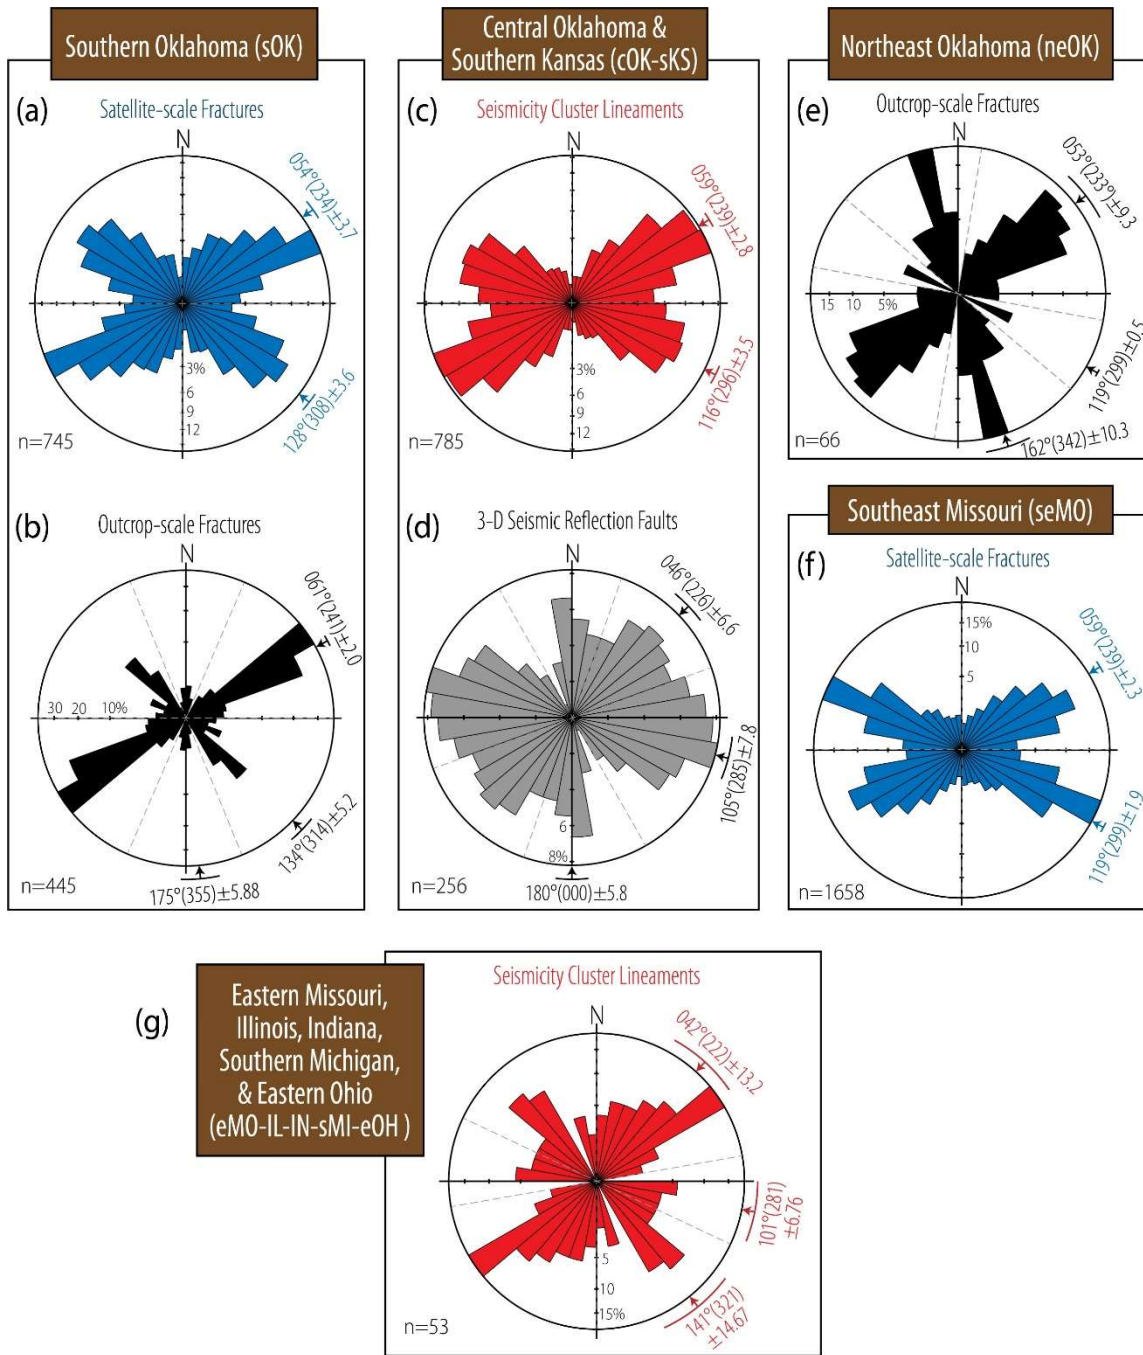 Southern Oklahoma (sOK)
(a)
Satellite-scale Fractures
N
054°(234)±3.7
128°(308)±3.6
3%
6
9
12
n=745
(b)
Outcrop-scale Fractures
N
061°(241)±2.0
30 20 10%
134°(314)±5.2
175°(355)±5.88
n=445
Central Oklahoma &
Southern Kansas (cOK-sKS)
(c)
Seismicity Cluster Lineaments
N
059°(239)±2.8
116°(296)±3.5
3%
6
9
12
n=785
(d)
3-D Seismic Reflection Faults
N
046°(226)±6.6
105°(285)±7.8
6
8%
180°(000)±5.8
n=256
Northeast Oklahoma (neOK)
(e)
Outcrop-scale Fractures
N
053°(233°)±9.3
15 10 5%
119°(299)±0.5
162°(342)±10.3
n=66
Southeast Missouri (seMO)
(f)
Satellite-scale Fractures
N
15%
10
5
059°(239)±2.3
119°(299)±1.9
n=1658
(g)
Eastern Missouri,
Illinois, Indiana,
Southern Michigan,
& Eastern Ohio
(eMO-IL-IN-sMI-eOH )
Seismicity Cluster Lineaments
N
042°(222)±13.2
101°(281)
±6.76
141°(321)
±14.67
5
10
15%
n=53